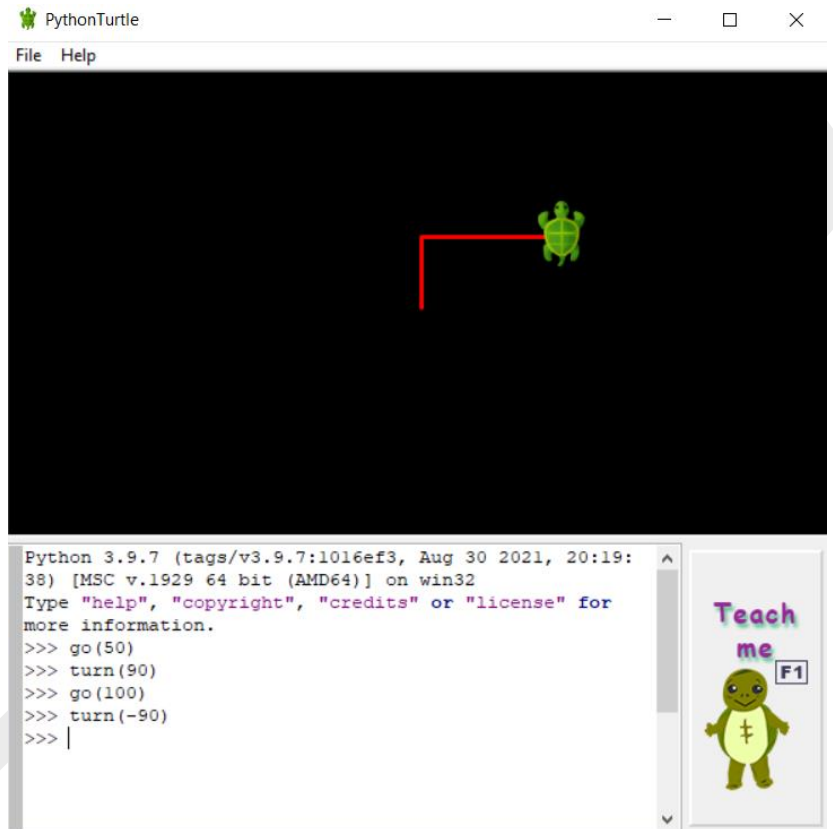 PythonTurtle
File Help
Python 3.9.7 (tags/v3.9.7:1016ef3, Aug 30 2021, 20:19:
38) [MSC v.1929 64 bit (AMD64)] on win32
Type "help", "copyright", "credits" or "license" for
more information.
>>> go(50)
>>> turn(90)
>>> go(100)
>>> turn(-90)
>>>
Teach
me
F1